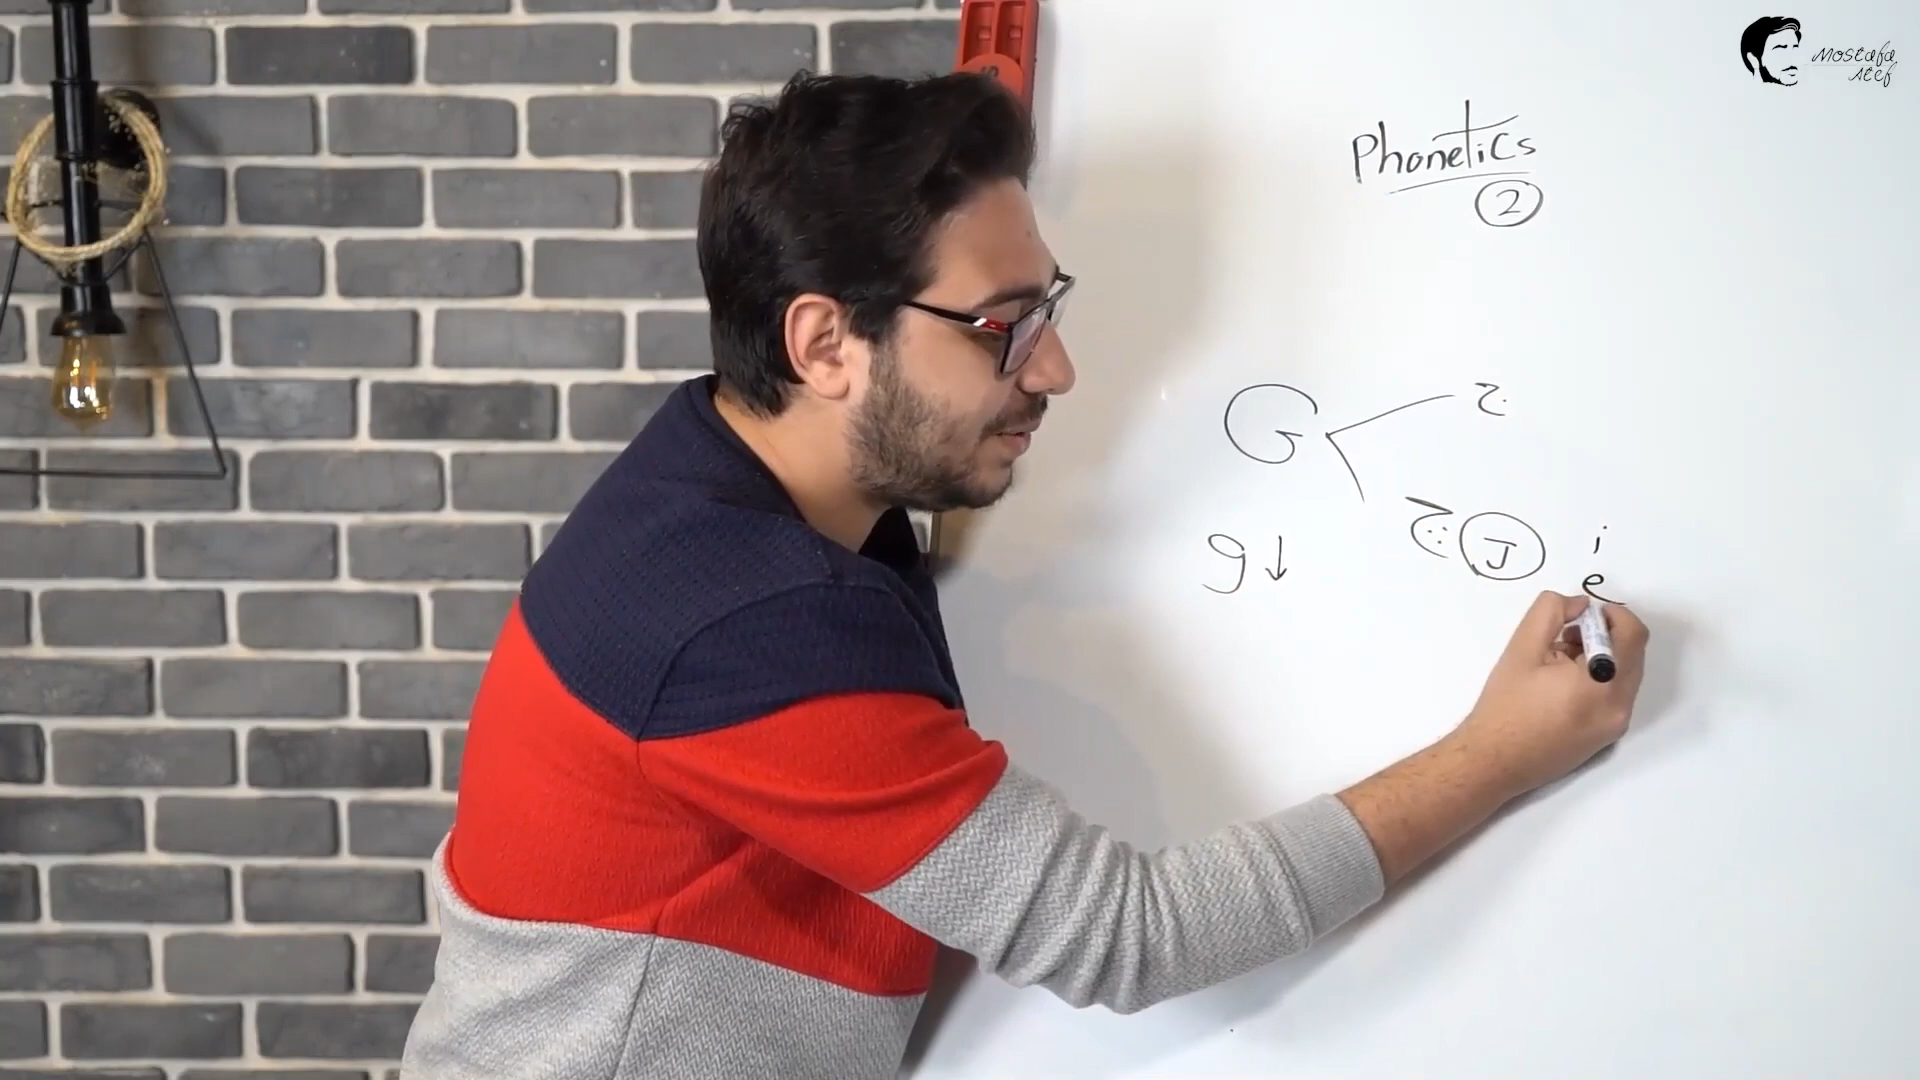 Mostafa
Atef
Phonetics
2
G ج
g ↓ چ J i
e